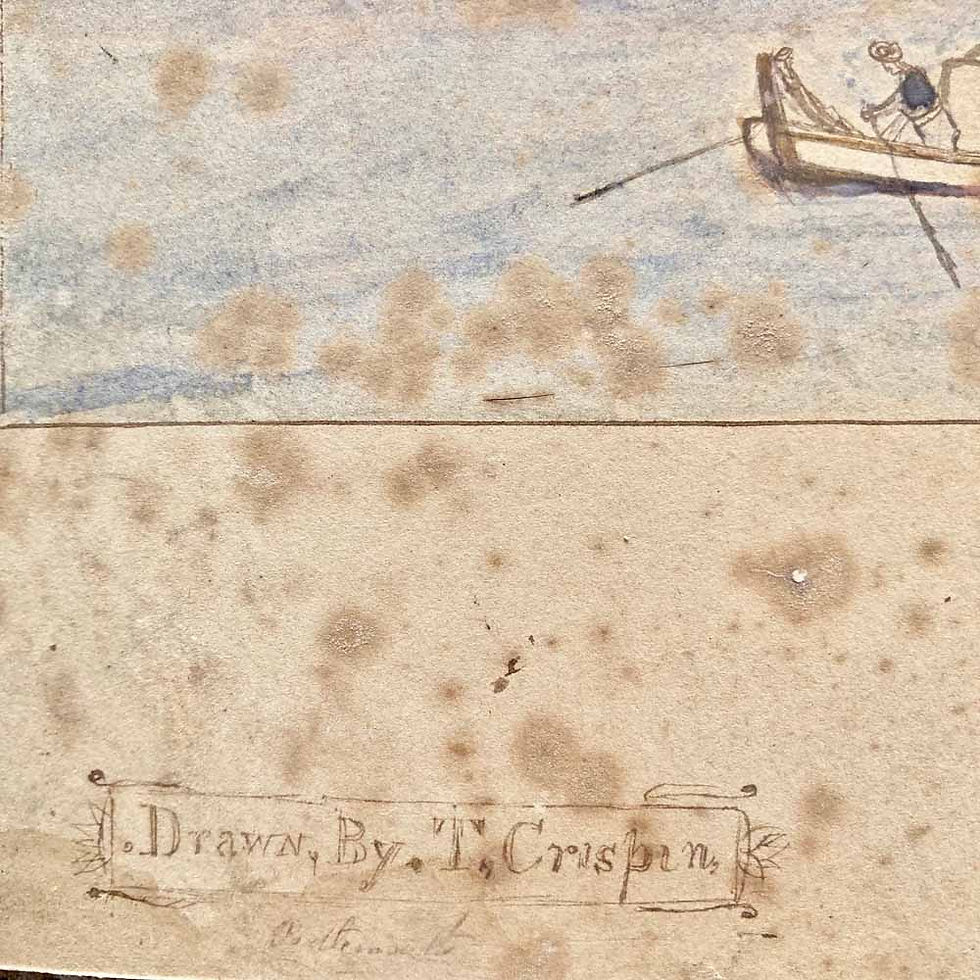 .Drawn, By. T, Crispin,